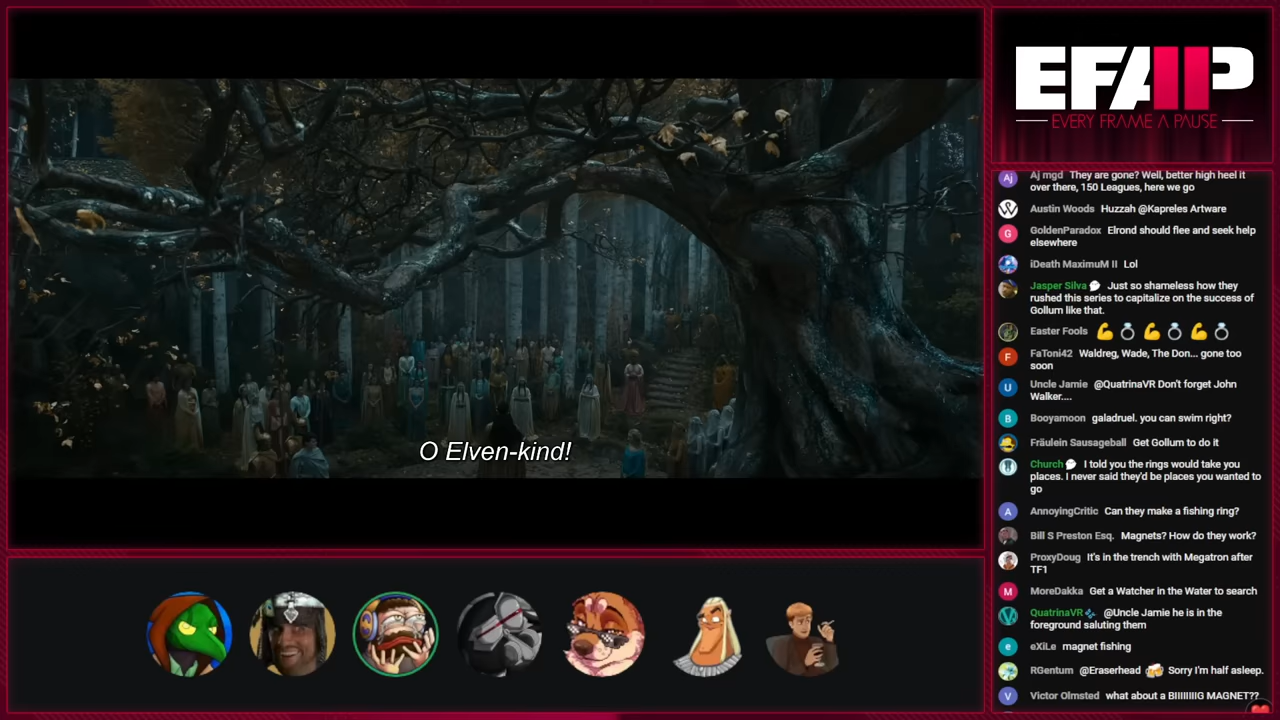 O Elven-kind!
EFAP
EVERY FRAME A PAUSE
Aj
Aj mgd They are gone? Well, better high heel it
over there, 150 Leagues, here we go
Austin Woods Huzzah @Kapreles Artware
G
GoldenParadox Elrond should flee and seek help
elsewhere
iDeath MaximuM II Lol
Jasper Silva Just so shameless how they
rushed this series to capitalize on the success of
Gollum like that.
Easter Fools 💪 💍 💪 💍 💪 💍
F
FaToni42 Waldreg, Wade, The Don... gone too
soon
U
Uncle Jamie @QuatrinaVR Don't forget John
Walker....
B
Booyamoon galadruel. you can swim right?
Fräulein Sausageball Get Gollum to do it
Church I told you the rings would take you
places. I never said they'd be places you wanted to
go
A
AnnoyingCritic Can they make a fishing ring?
Bill S Preston Esq. Magnets? How do they work?
ProxyDoug It's in the trench with Megatron after
TF1
M
MoreDakka Get a Watcher in the Water to search
QuatrinaVR @Uncle Jamie he is in the
foreground saluting them
e
eXiLe magnet fishing
RGentum @Eraserhead 🍻 Sorry I'm half asleep.
V
Victor Olmsted what about a BIIIIIIIG MAGNET??